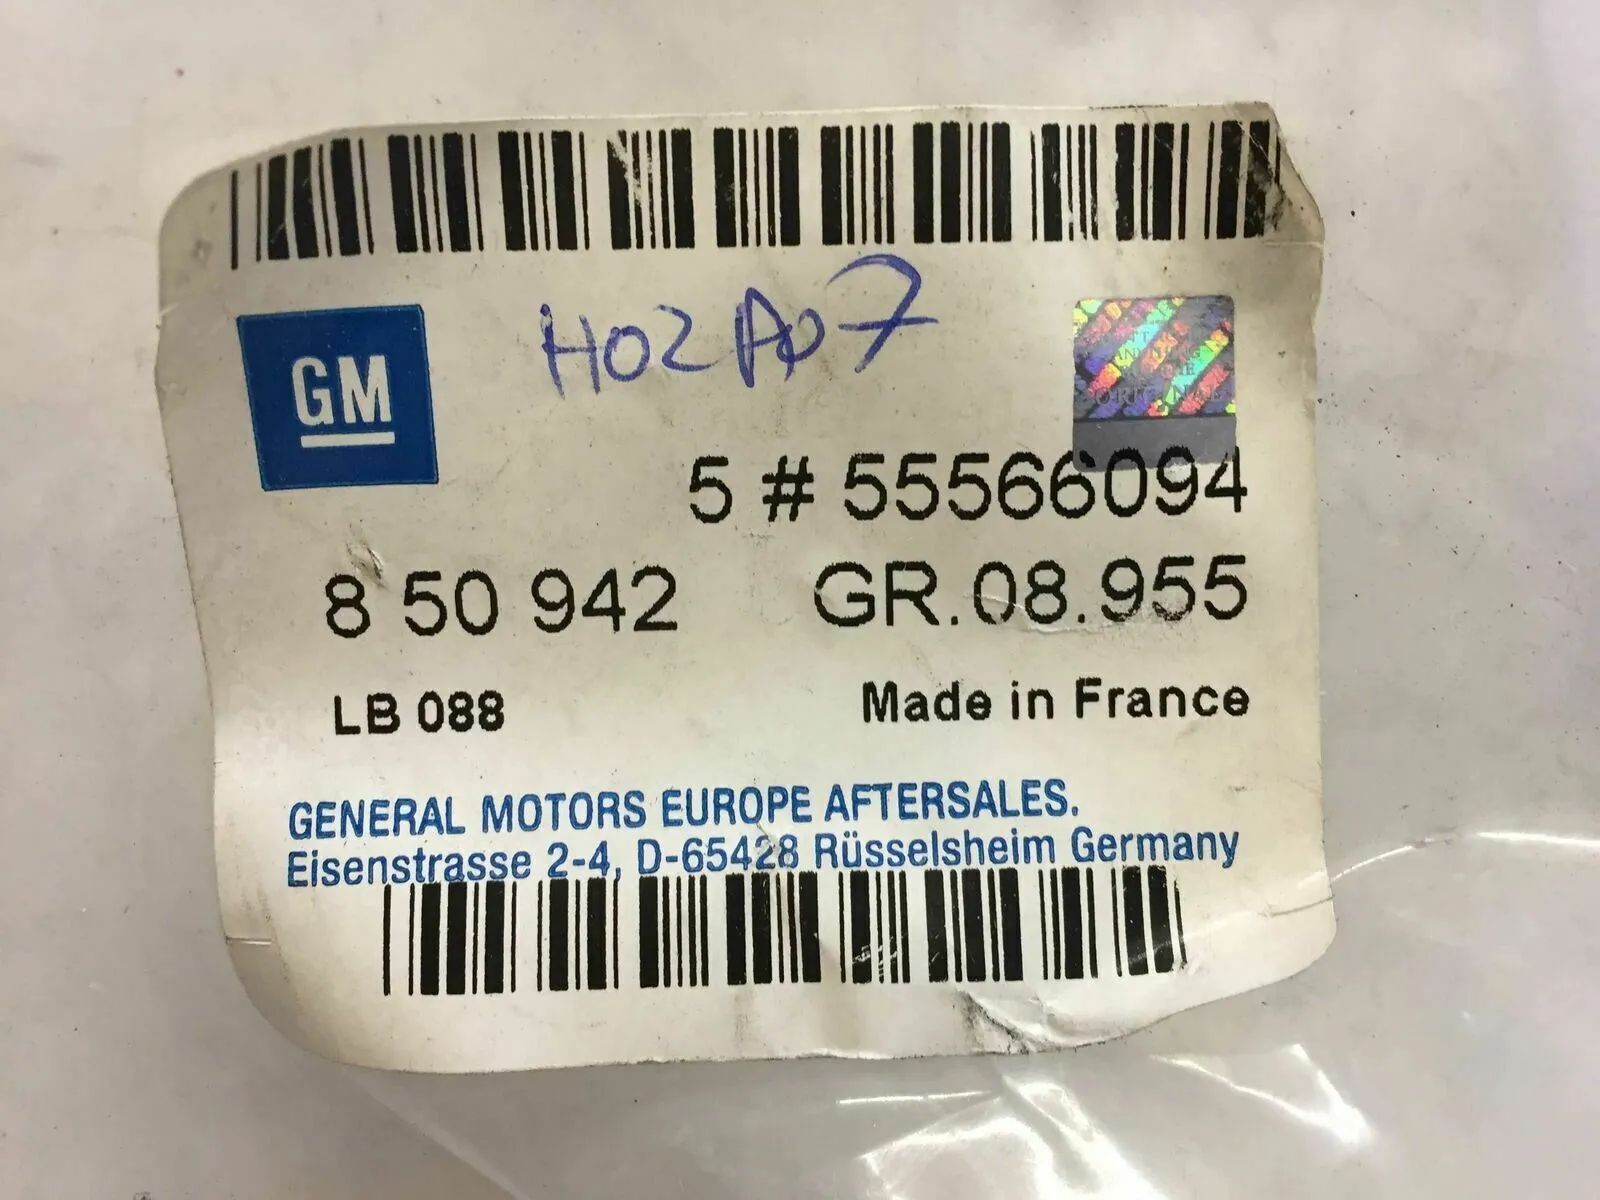 H02A07
GM
ORIGINAL
5 # 55566094
8 50 942 GR.08.955
LB 088 Made in France
GENERAL MOTORS EUROPE AFTERSALES.
Eisenstrasse 2-4, D-65428 Rüsselsheim Germany